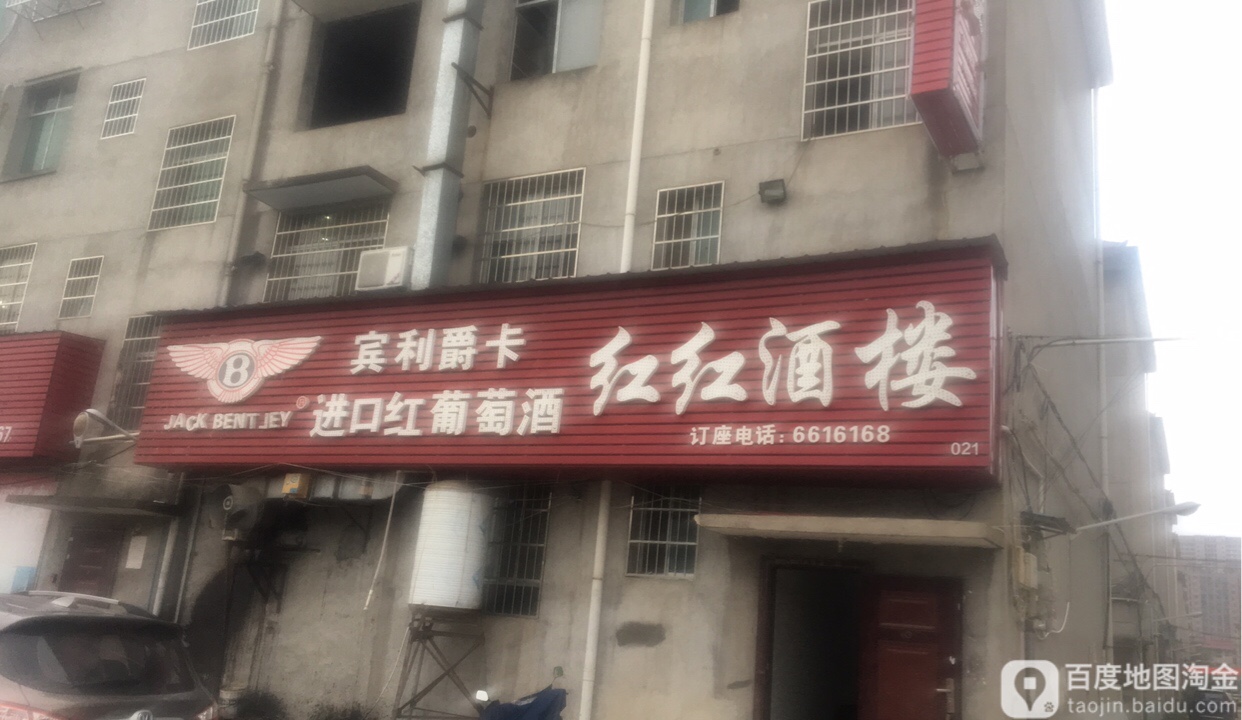 B
JACK BENTLEY®
宾利爵卡
进口红葡萄酒
红红酒楼
订座电话:6616168
021
67
百度地图淘金
taojin.baidu.com